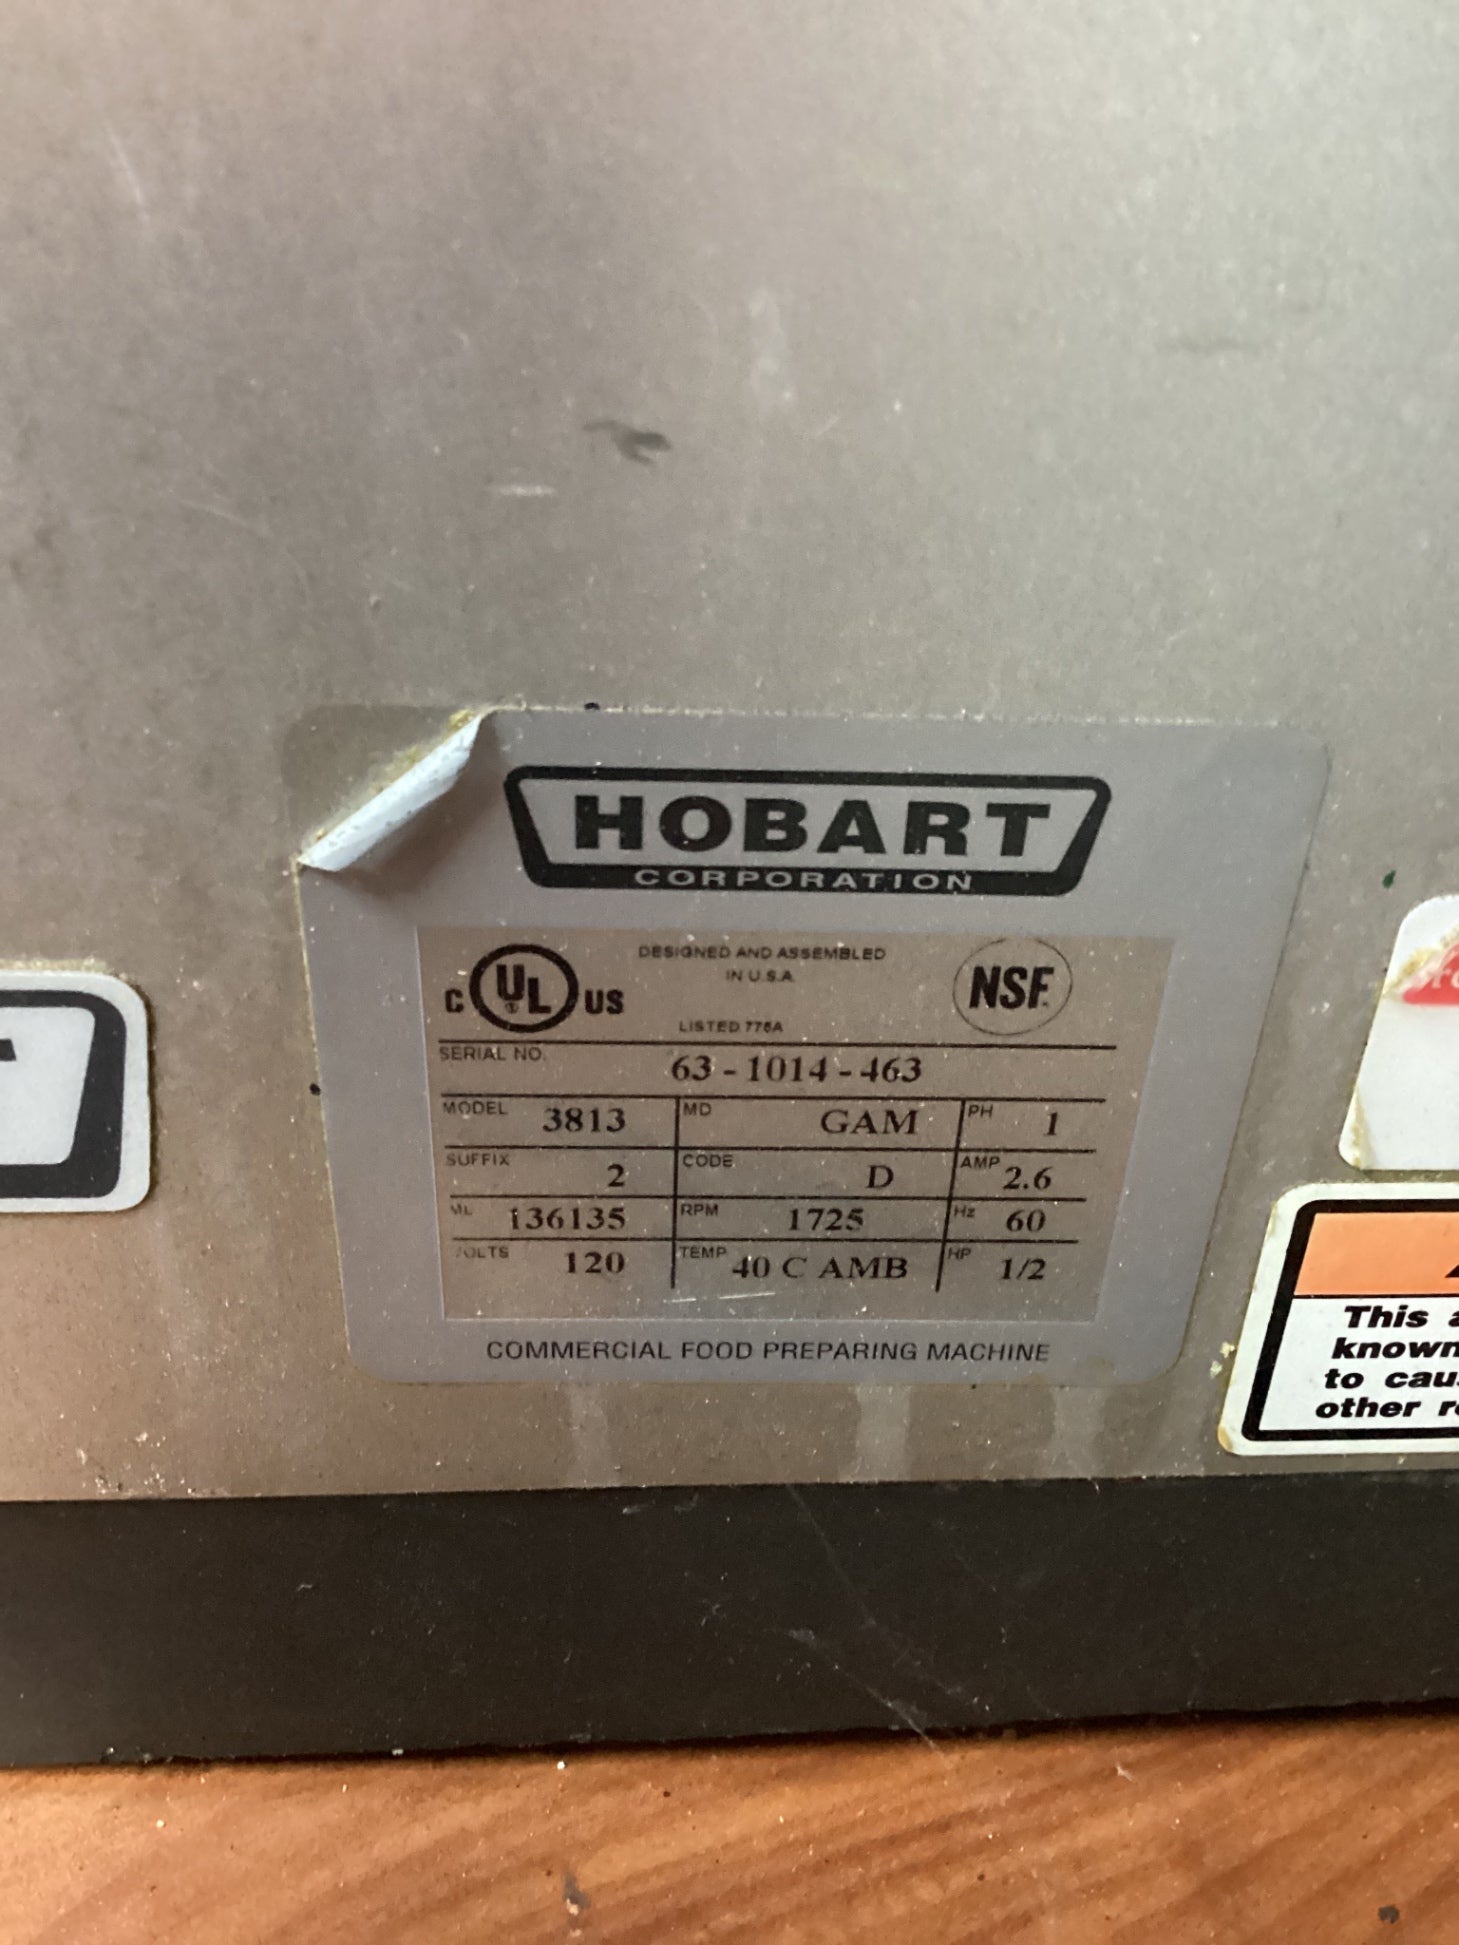 HOBART
CORPORATION
C UL US
DESIGNED AND ASSEMBLED
IN U.S.A.
NSF
LISTED 776A
SERIAL NO. 63 - 1014 - 463
MODEL 3813 MD GAM PH 1
SUFFIX 2 CODE D AMP 2.6
ML 136135 RPM 1725 Hz 60
VOLTS 120 TEMP 40 C AMB HP 1/2
COMMERCIAL FOOD PREPARING MACHINE
This
known
to
other